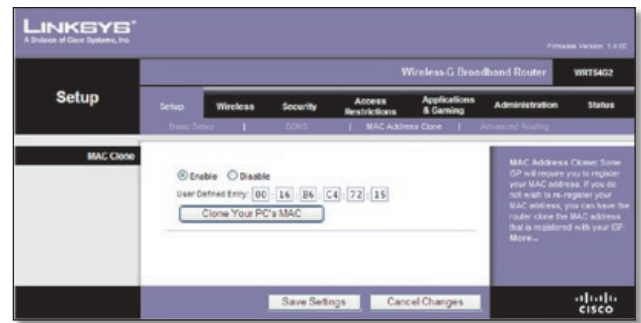 LINKSYS®
A Division of Cisco Systems, Inc.
Firmware Version: 1.0.00
Wireless-G Broadband Router WRT54G2
Setup
Setup Wireless Security Access Restrictions Applications & Gaming Administration Status
Basic Setup | DDNS | MAC Address Clone | Advanced Routing
MAC Clone
Enable Disable
User Defined Entry: 00 : 16 : B6 : C4 : 72 : 15
Clone Your PC's MAC
MAC Address Clone: Some
ISP will require you to register
your MAC address. If you do
not wish to re-
register your
MAC address, you can have the
router clone the MAC address
that is registered with your ISP.
More...
Save Settings Cancel Changes
CISCO